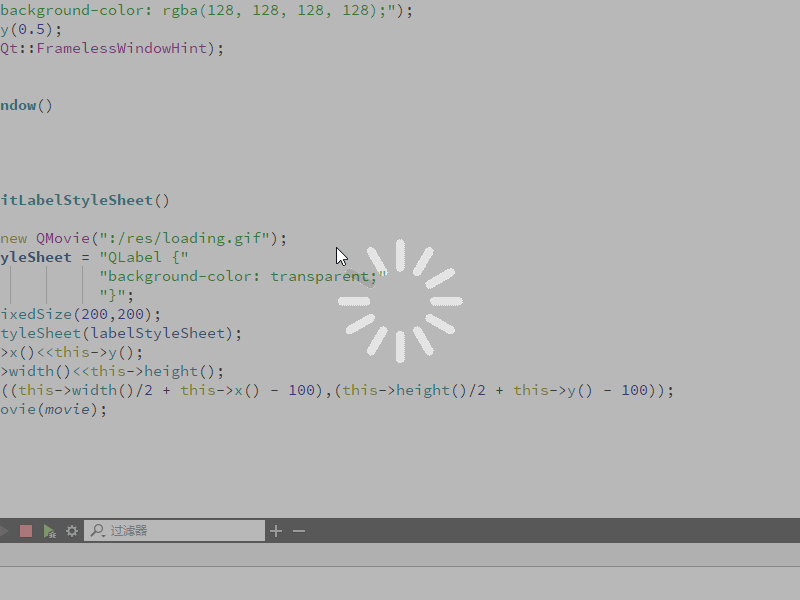 background-color: rgba(128, 128, 128, 128);");
y(0.5);
Qt::FramelessWindowHint);
ndow()
itLabelStyleSheet()
new QMovie(":/res/loading.gif");
yleSheet = "QLabel {"
"background-color: transparent;"
"}";
ixedSize(200,200);
tyleSheet(labelStyleSheet);
>x()<<this->y();
>width()<<this->height();
((this->width()/2 + this->x() - 100),(this->height()/2 + this->y() - 100));
ovie(movie);
过滤器